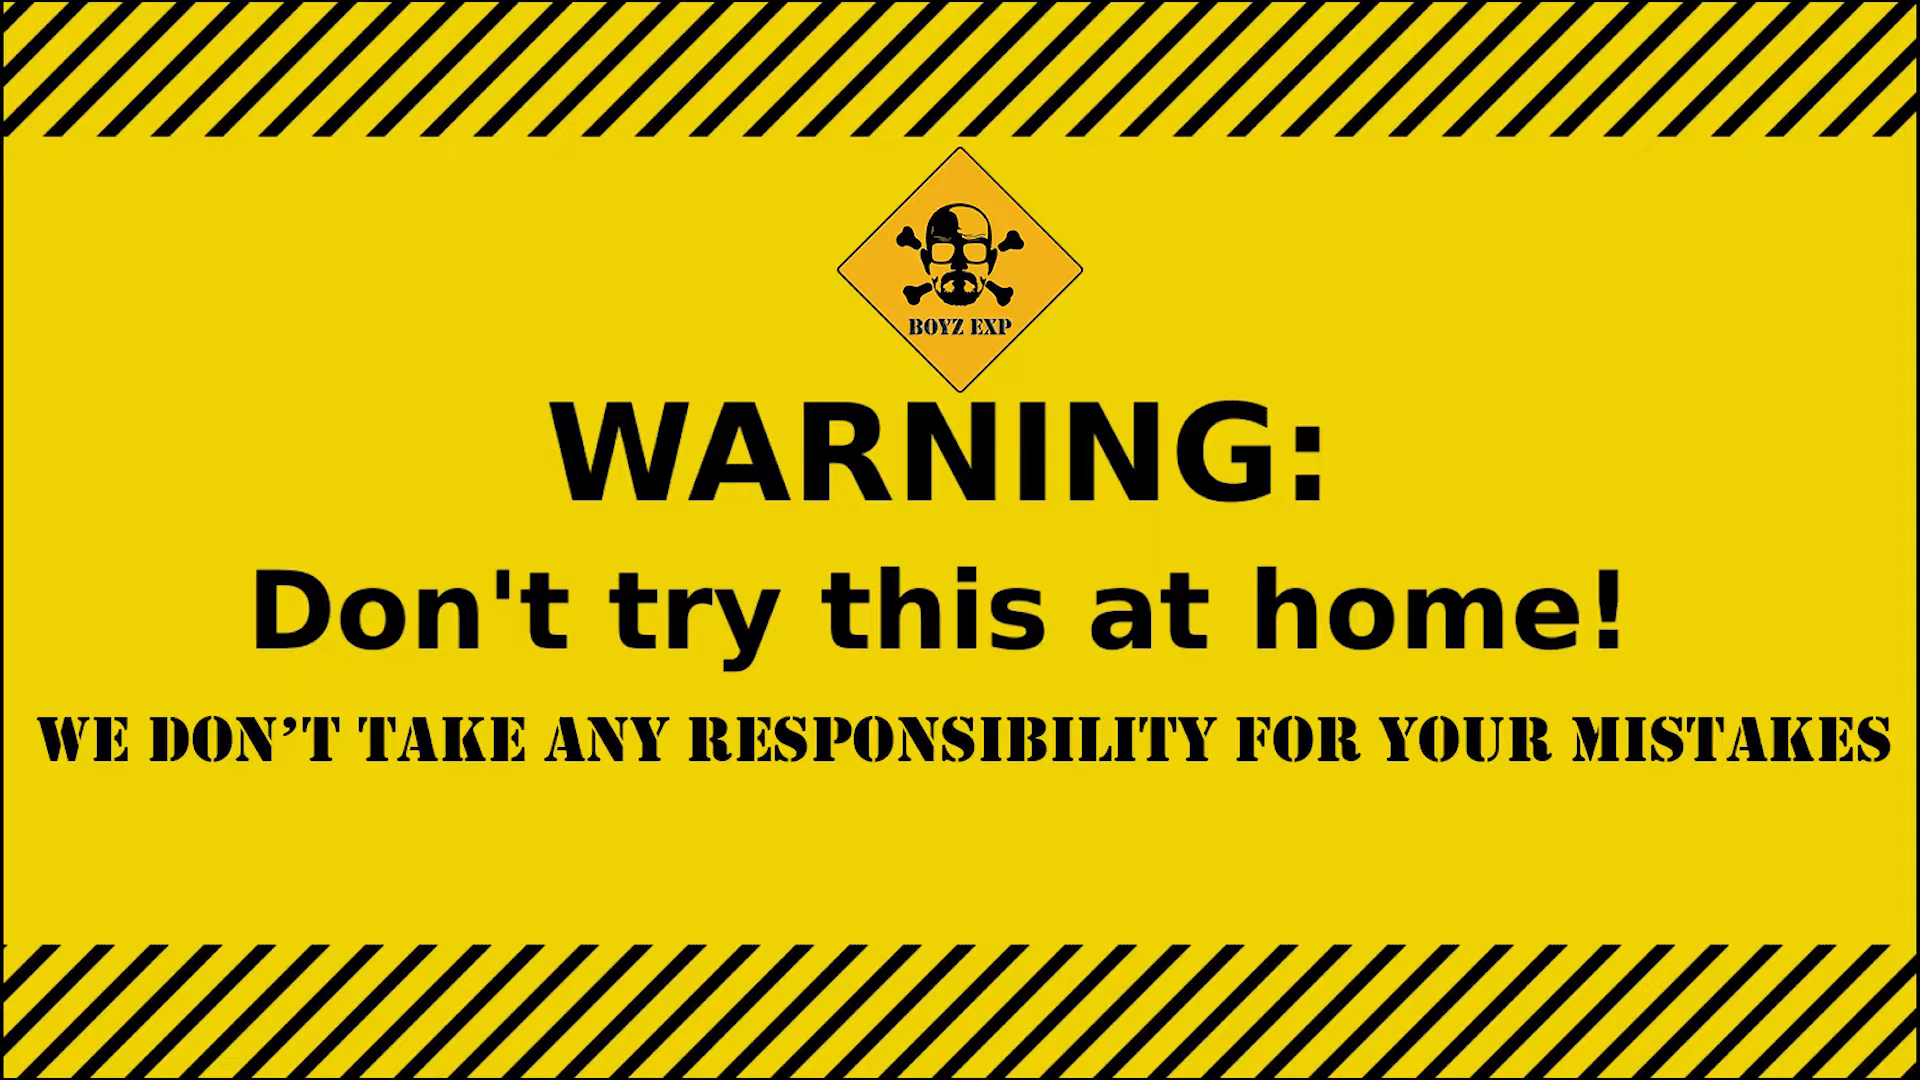 BOYZ EXP
WARNING:
Don't try this at home!
WE DON’T TAKE ANY RESPONSIBILITY FOR YOUR MISTAKES